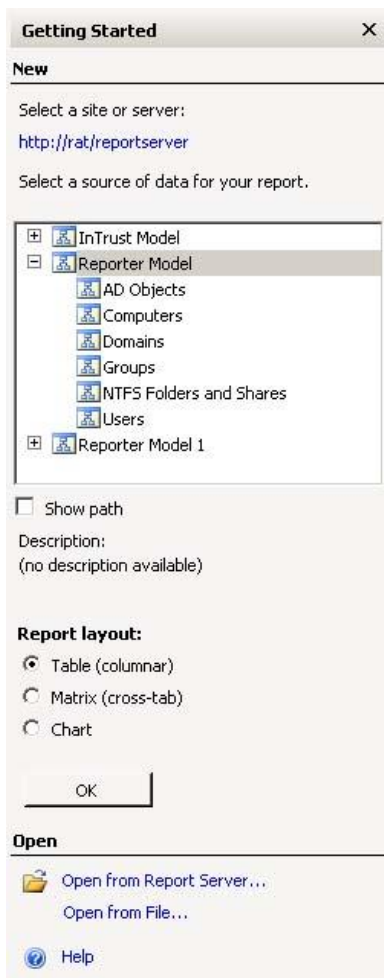 Getting Started
New
Select a site or server:
http://rat/reportserver
Select a source of data for your report.
InTrust Model
Reporter Model
AD Objects
Computers
Domains
Groups
NTFS Folders and Shares
Users
Reporter Model 1
Show path
Description:
(no description available)
Report layout:
Table (columnar)
Matrix (cross-tab)
Chart
OK
Open
Open from Report Server...
Open from File...
Help